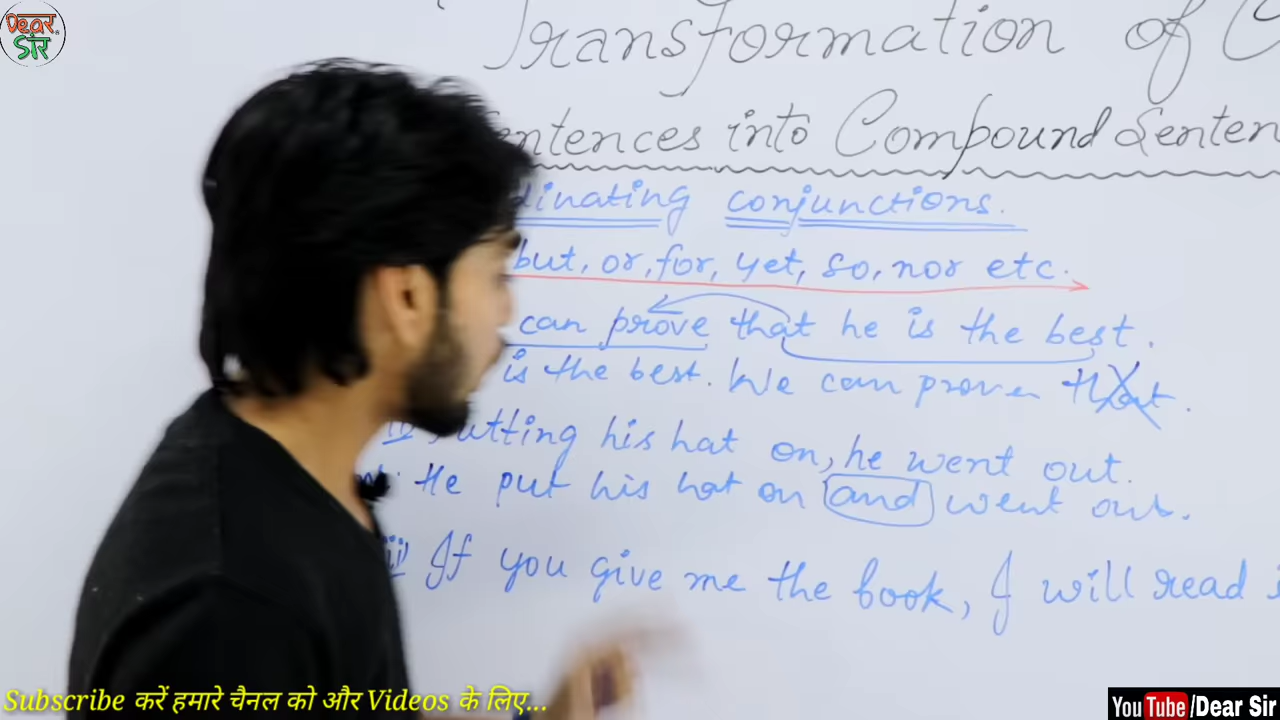 Dear
सर
Transformation of C
entences into Compound Senten
dinating conjunctions.
but, or, for, yet, so, nor etc.
can prove that he is the best.
is the best. We can prove
utting his hat on, he went out.
He put his hat on and went out.
If you give me the book, I will read
Subscribe करें हमारे चैनल को और Videos के लिए...
YouTube /Dear Sir